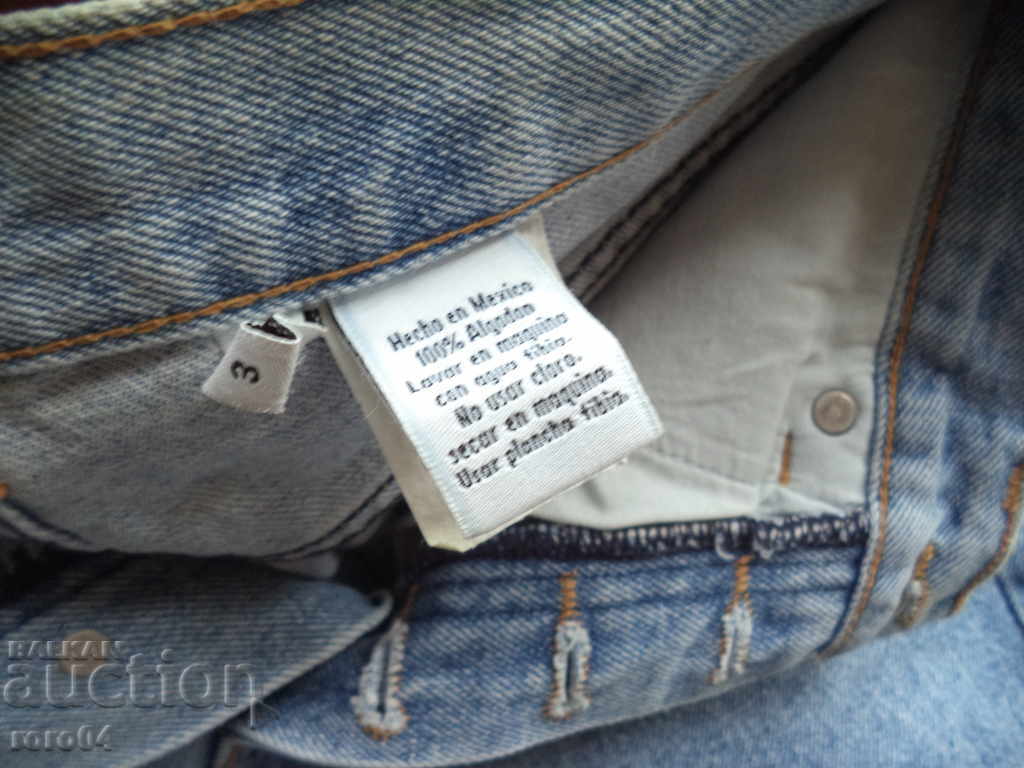 Hecho en Mexico
100% Algodon
Lavar en maquina
con agua tibia.
No usar cloro.
secar en maquina.
Usar plancha tibia.
3
BALKAN
auction
roro04